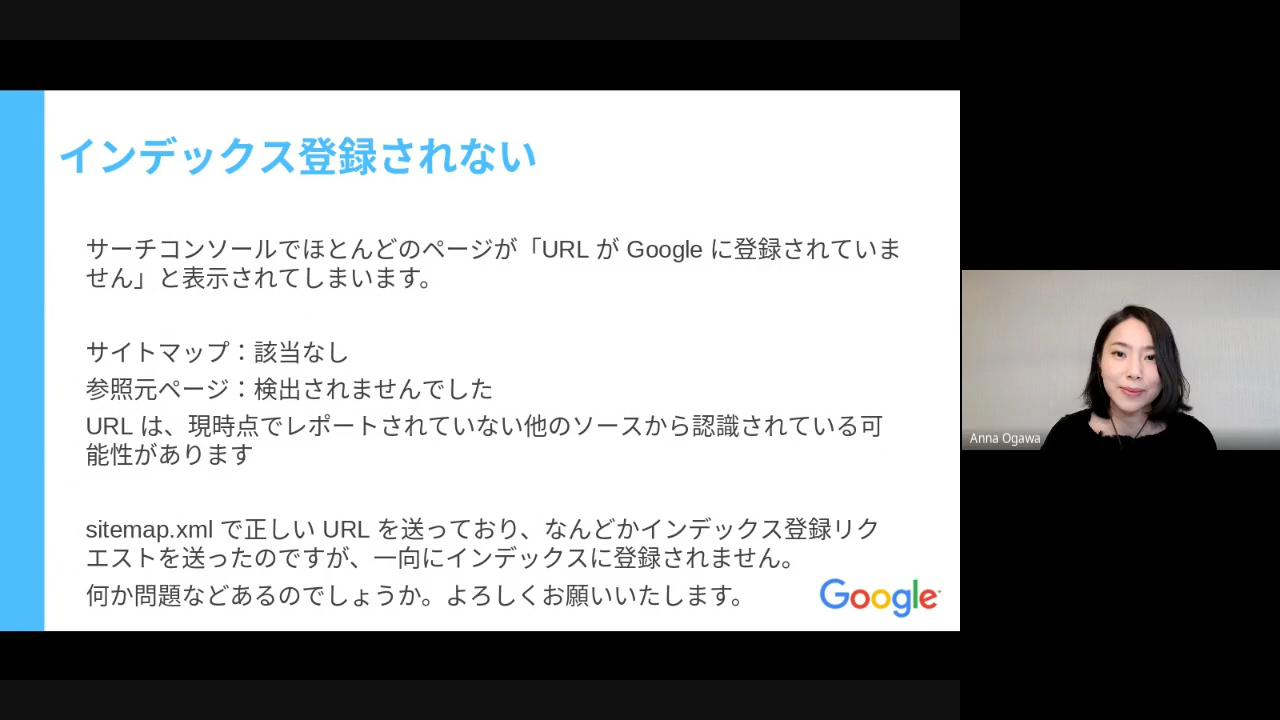 インデックス登録されない
サーチコンソールでほとんどのページが「URL が Google に登録されていま
せん」と表示されてしまいます。
サイトマップ：該当なし
参照元ページ：検出されませんでした
URL は、現時点でレポートされていない他のソースから認識されている可
能性があります
sitemap.xml で正しい URL を送っており、なんどかインデックス登録リク
エストを送ったのですが、一向にインデックスに登録されません。
何か問題などあるのでしょうか。よろしくお願いいたします。
Google
Anna Ogawa